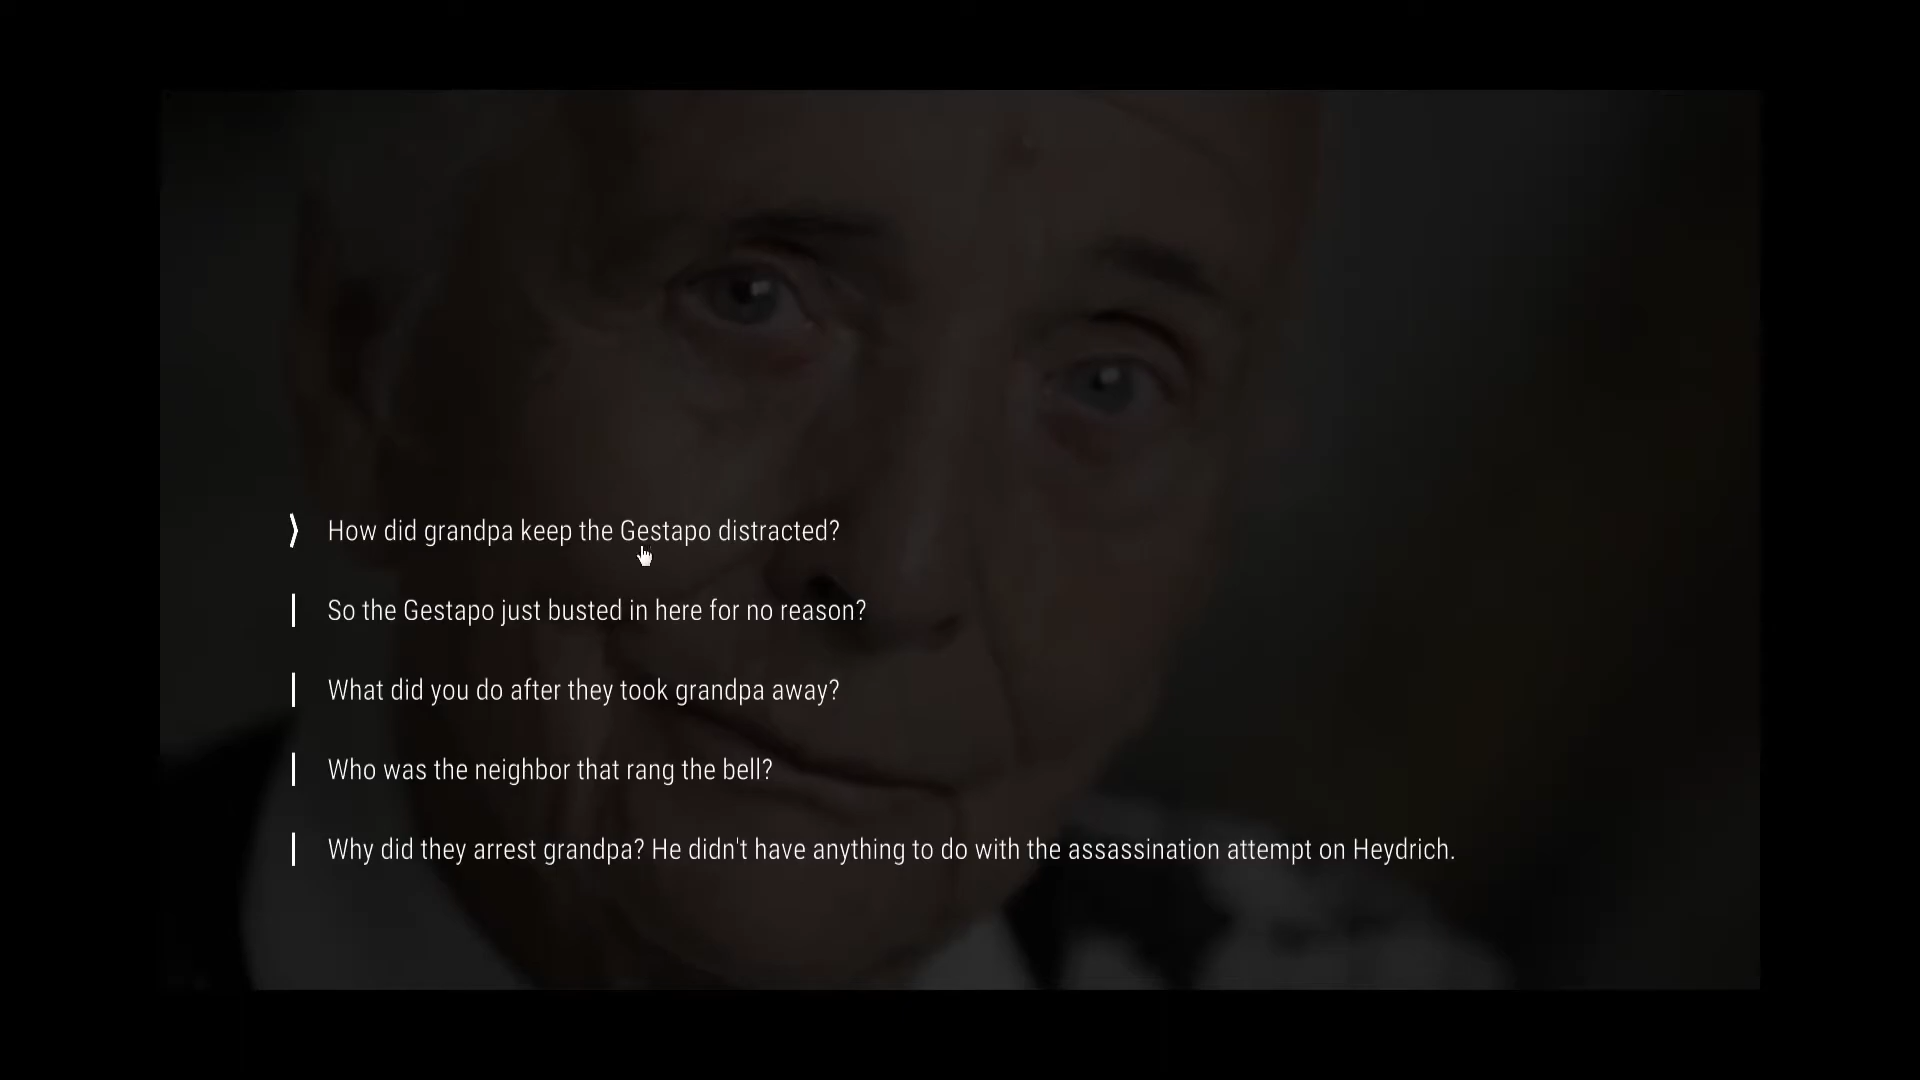 How did grandpa keep the Gestapo distracted?
So the Gestapo just busted in here for no reason?
What did you do after they took grandpa away?
Who was the neighbor that rang the bell?
Why did they arrest grandpa? He didn't have anything to do with the assassination attempt on Heydrich.